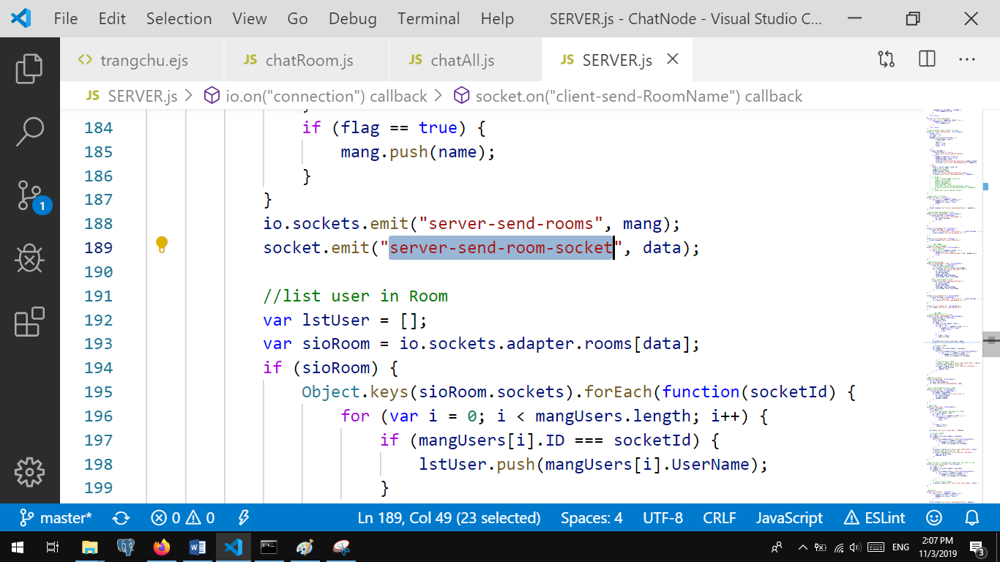 File Edit Selection View Go Debug Terminal Help SERVER.js - ChatNode - Visual Studio C...
<> trangchu.ejs JS chatRoom.js JS chatAll.js JS SERVER.js
JS SERVER.js > io.on("connection") callback > socket.on("client-send-RoomName") callback
184 if (flag == true) {
185 mang.push(name);
186 }
187 }
188 io.sockets.emit("server-send-rooms", mang);
189 socket.emit("server-send-room-socket", data);
190
191 //list user in Room
192 var lstUser = [];
193 var sioRoom = io.sockets.adapter.rooms[data];
194 if (sioRoom) {
195 Object.keys(sioRoom.sockets).forEach(function(socketId) {
196 for (var i = 0; i < mangUsers.length; i++) {
197 if (mangUsers[i].ID === socketId) {
198 lstUser.push(mangUsers[i].UserName);
199 }
1
master* 0 0 Ln 189, Col 49 (23 selected) Spaces: 4 UTF-8 CRLF JavaScript ESLint
ENG 2:07 PM
11/3/2019 3